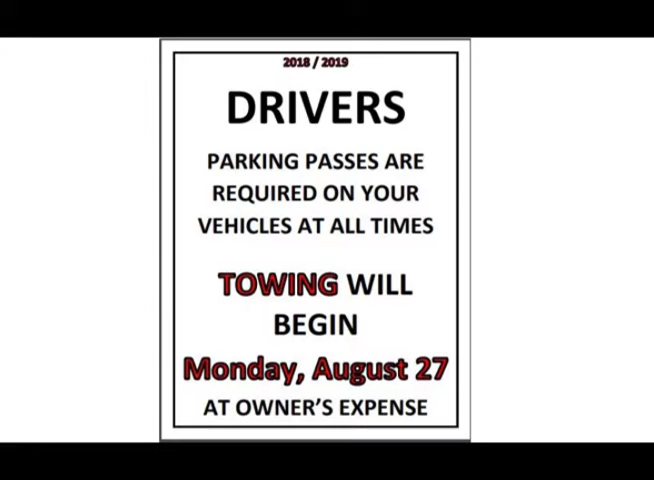 2018 / 2019
DRIVERS
PARKING PASSES ARE
REQUIRED ON YOUR
VEHICLES AT ALL TIMES
TOWING WILL
BEGIN
Monday, August 27
AT OWNER'S EXPENSE